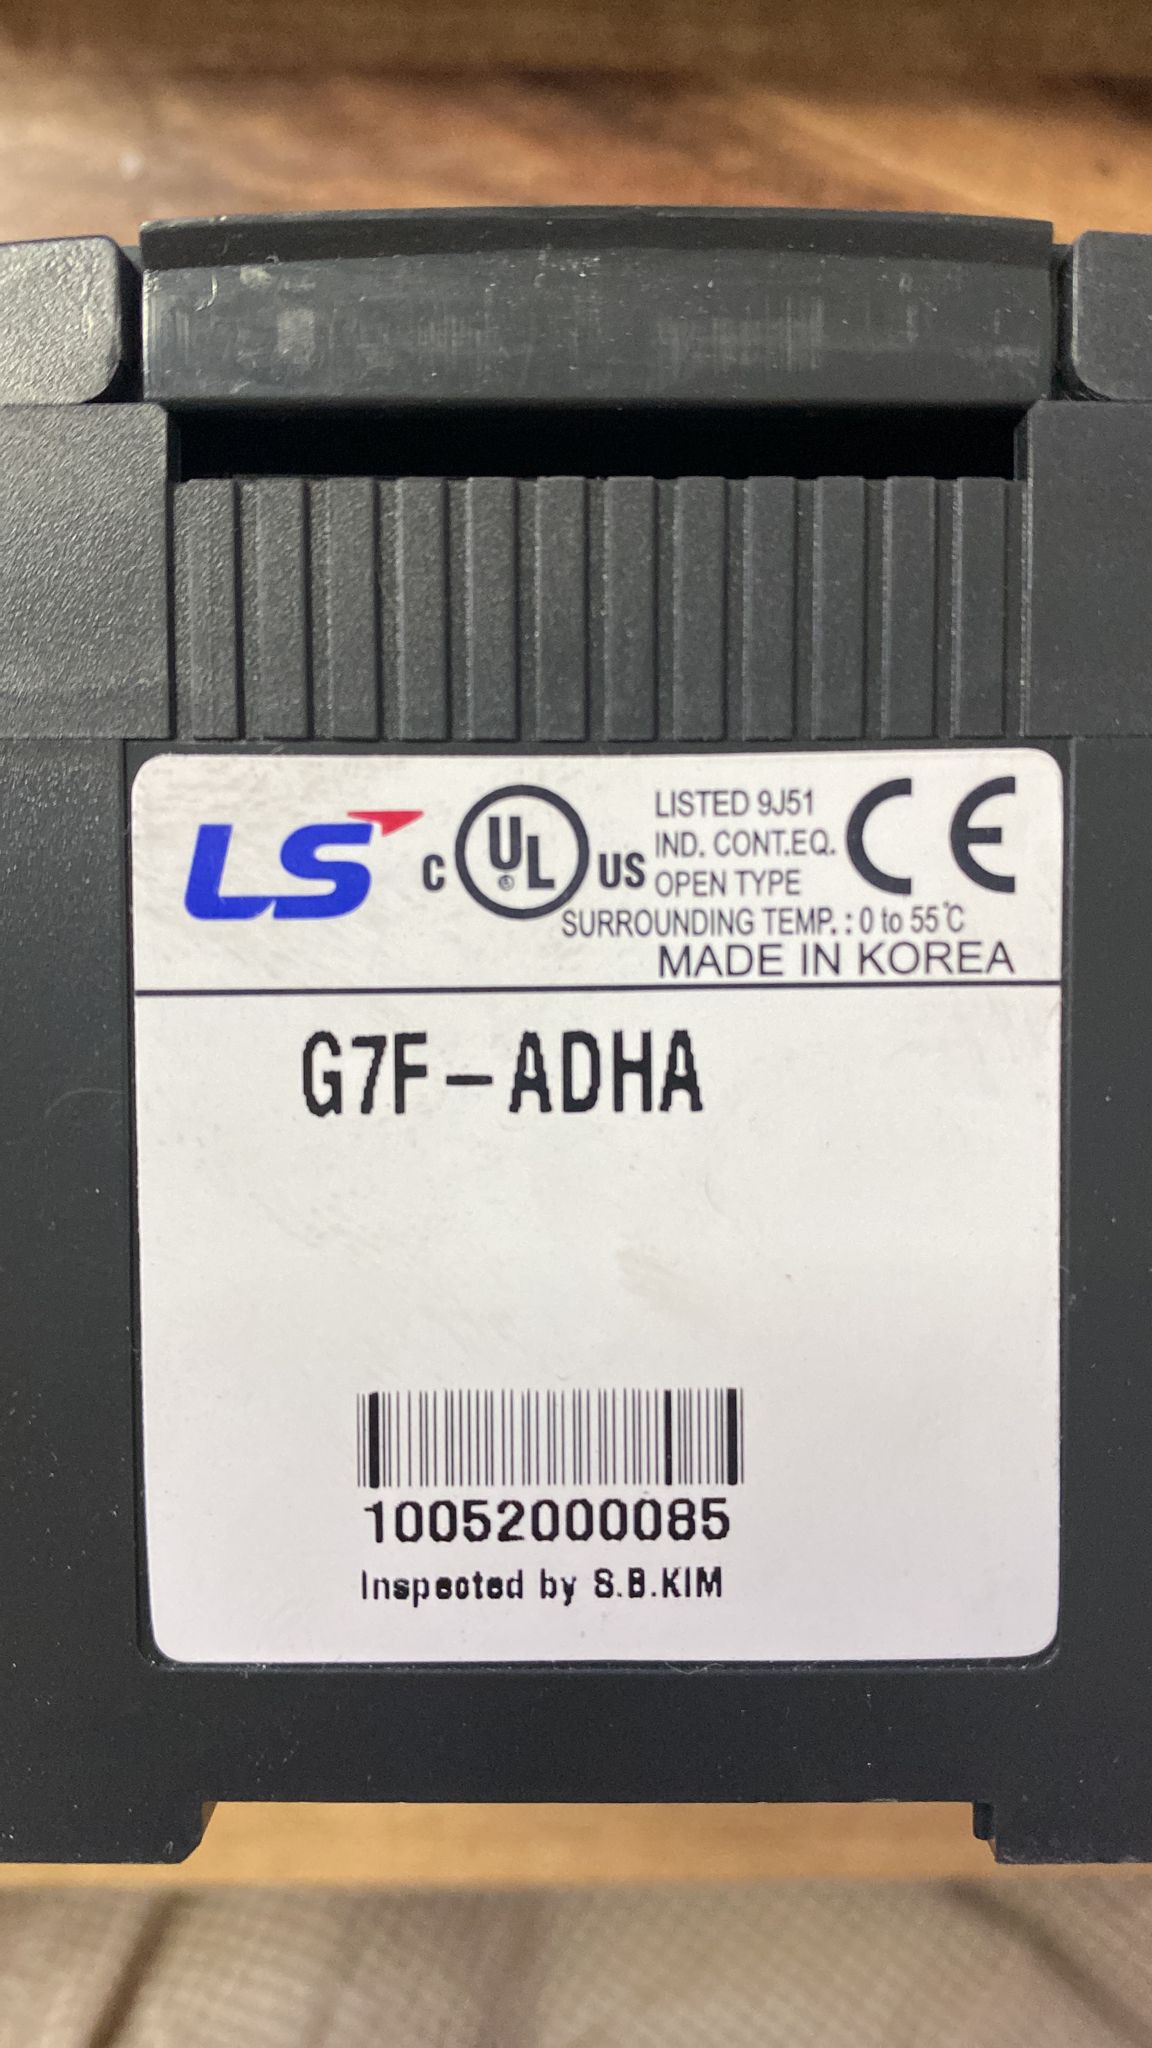 LS
C UL US
LISTED 9J51
IND. CONT.EQ.
OPEN TYPE
CE
SURROUNDING TEMP. : 0 to 55℃
MADE IN KOREA
G7F-ADHA
10052000085
Inspected by S.B.KIM